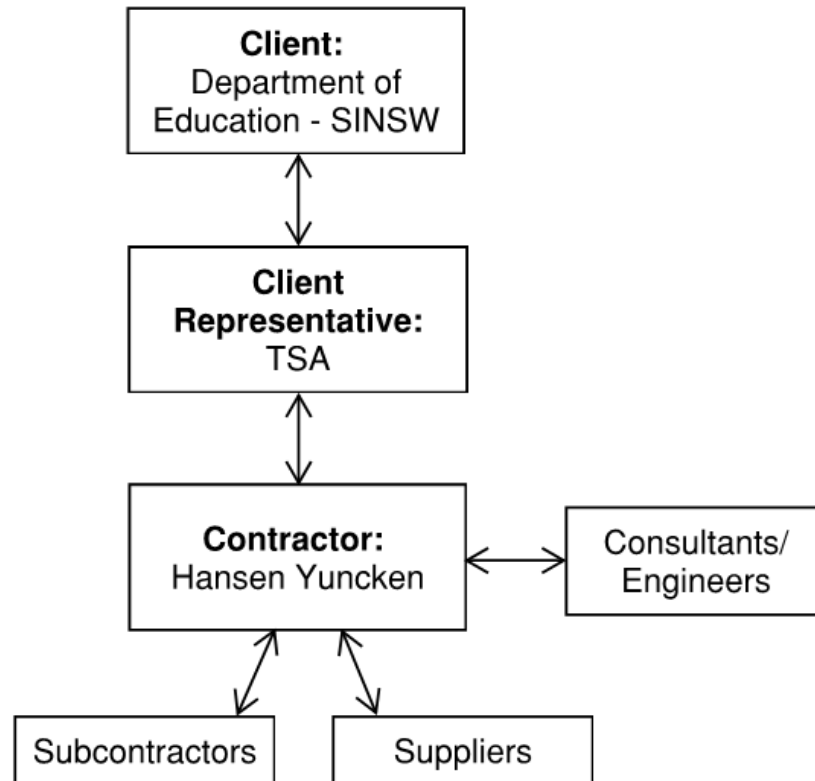 Client:
Department of
Education - SINSW
Client
Representative:
TSA
Contractor:
Hansen Yuncken
Consultants/
Engineers
Subcontractors
Suppliers